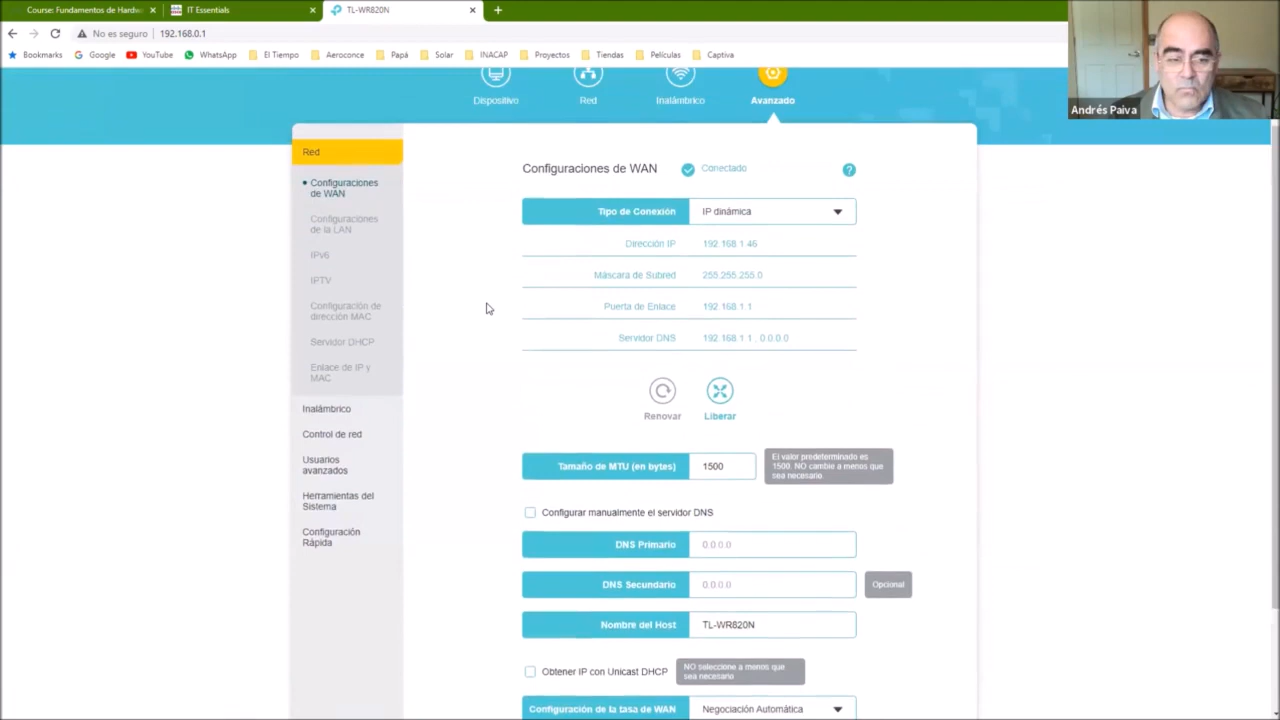 Course: Fundamentos de Hardw
IT Essentials
TL-WR820N
No es seguro
192.168.0.1
Bookmarks
Google
YouTube
WhatsApp
El Tiempo
Aeroconce
Papá
Solar
INACAP
Proyectos
Tiendas
Películas
Captiva
Andrés Paiva
Dispositivo
Red
Inalámbrico
Avanzado
Red
Configuraciones
de WAN
Configuraciones
de la LAN
IPv6
IPTV
Configuración de
dirección MAC
Servidor DHCP
Enlace de IP y
MAC
Inalámbrico
Control de red
Usuarios
avanzados
Herramientas del
Sistema
Configuración
Rápida
Configuraciones de WAN
Conectado
?
Tipo de Conexión
IP dinámica
Dirección IP
192.168.1.46
Máscara de Subred
255.255.255.0
Puerta de Enlace
192.168.1.1
Servidor DNS
192.168.1.1 , 0.0.0.0
Renovar
Liberar
Tamaño de MTU (en bytes)
1500
El valor predeterminado es
1500. NO cambie a menos que
sea necesario
Configurar manualmente el servidor DNS
DNS Primario
0.0.0.0
DNS Secundario
0.0.0.0
Opcional
Nombre del Host
TL-WR820N
Obtener IP con Unicast DHCP
NO seleccione a menos que
sea necesario
Configuración de la tasa de WAN
Negociación Automática